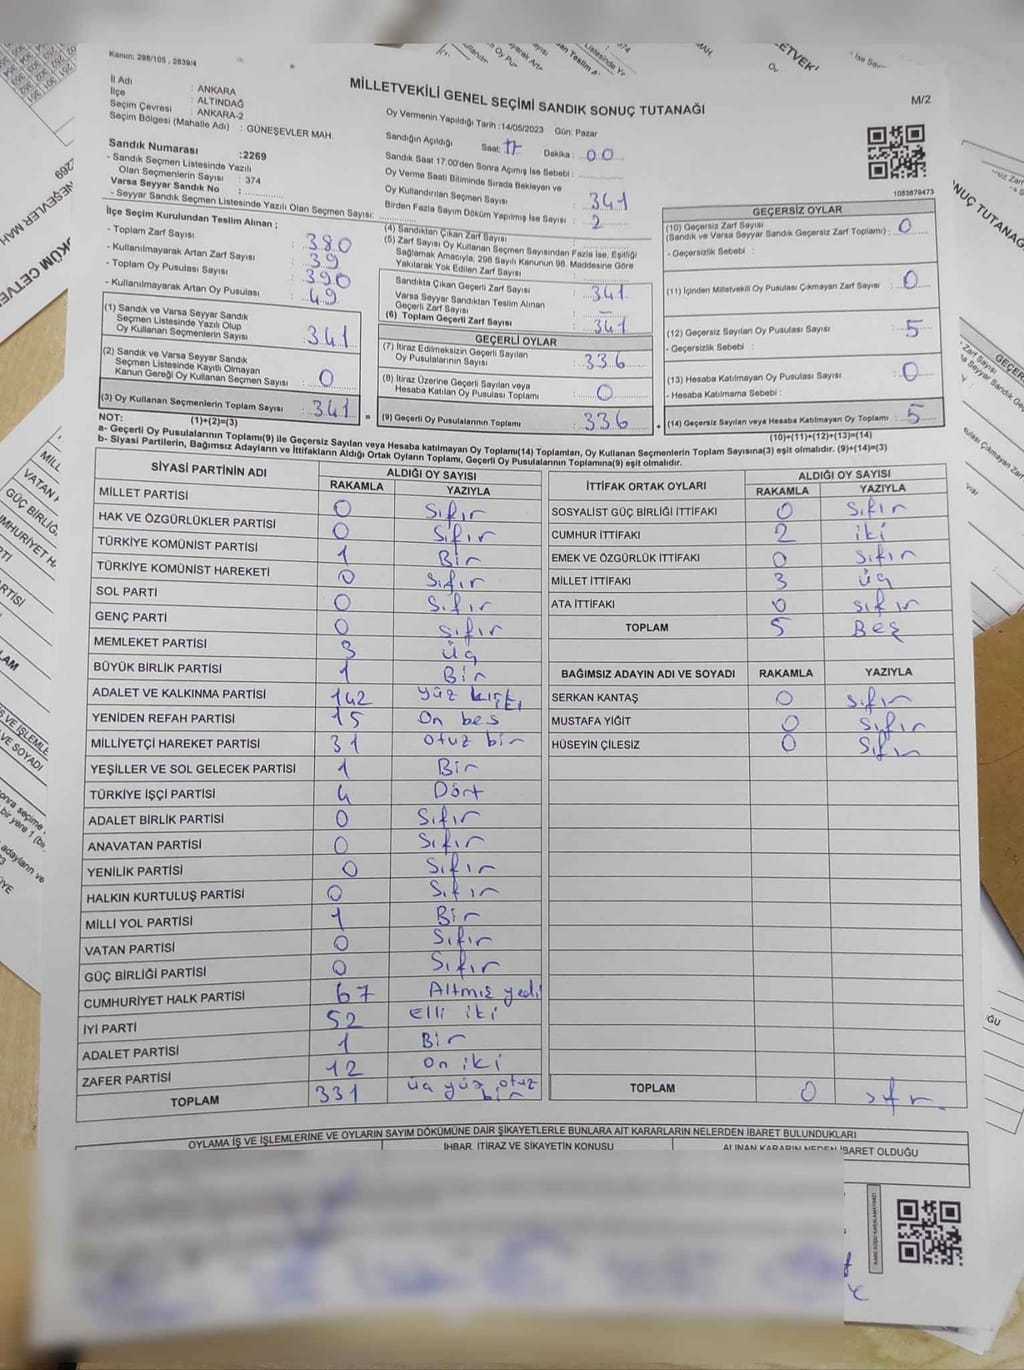 Kanun: 298/105 , 2839/4
MİLLETVEKİLİ GENEL SEÇİMİ SANDIK SONUÇ TUTANAĞI
M/2
İl Adı : ANKARA
İlçe : ALTINDAĞ
Seçim Çevresi : ANKARA-2
Seçim Bölgesi (Mahalle Adı) : GÜNEŞEVLER MAH.
Sandık Numarası :2269
- Sandık Seçmen Listesinde Yazılı
Olan Seçmenlerin Sayısı : 374
Varsa Seyyar Sandık No :
- Seyyar Sandık Seçmen Listesinde Yazılı Olan Seçmen Sayısı:
Oy Vermenin Yapıldığı Tarih :14/05/2023 Gün: Pazar
Sandığın Açıldığı Saat: 17 Dakika : 00
Sandık Saat 17.00'den Sonra Açımış İse Sebebi :
Oy Verme Saati Bitiminde Sırada Bekleyen ve
Oy Kullandırılan Seçmen Sayısı : 341
Birden Fazla Sayım Döküm Yapılmış İse Sayısı : 2
1083679473
İlçe Seçim Kurulundan Teslim Alınan ;
- Toplam Zarf Sayısı : 380
- Kullanılmayarak Artan Zarf Sayısı : 39
- Toplam Oy Pusulası Sayısı : 390
- Kullanılmayarak Artan Oy Pusulası : 49
(1) Sandık ve Varsa Seyyar Sandık
Seçmen Listesinde Yazılı Olup
Oy Kullanan Seçmenlerin Sayısı : 341
(2) Sandık ve Varsa Seyyar Sandık
Seçmen Listesinde Kayıtlı Olmayan
Kanun Gereği Oy Kullanan Seçmen Sayısı : 0
(3) Oy Kullanan Seçmenlerin Toplam Sayısı : 341
(1)+(2)=(3)
(4) Sandıktan Çıkan Zarf Sayısı
(5) Zarf Sayısı Oy Kullanan Seçmen Sayısından Fazla İse, Eşitliği
Sağlamak Amacıyla, 298 Sayılı Kanunun 98. Maddesine Göre
Yakılarak Yok Edilen Zarf Sayısı :
Sandıkta Çıkan Geçerli Zarf Sayısı : 341
Varsa Seyyar Sandıktan Teslim Alınan
Geçerli Zarf Sayısı : –
(6) Toplam Geçerli Zarf Sayısı : 341
GEÇERLİ OYLAR
(7) İtiraz Edilmeksizin Geçerli Sayılan
Oy Pusulalarının Sayısı : 336
(8) İtiraz Üzerine Geçerli Sayılan veya
Hesaba Katılan Oy Pusulası Toplamı : 0
= (9) Geçerli Oy Pusulalarının Toplamı : 336
GEÇERSİZ OYLAR
(10) Geçersiz Zarf Sayısı
(Sandık ve Varsa Seyyar Sandık Geçersiz Zarf Toplamı) : 0
- Geçersizlik Sebebi :
(11) İçinden Milletvekili Oy Pusulası Çıkmayan Zarf Sayısı : 0
(12) Geçersiz Sayılan Oy Pusulası Sayısı : 5
- Geçersizlik Sebebi :
(13) Hesaba Katılmayan Oy Pusulası Sayısı : 0
- Hesaba Katılmama Sebebi :
+ (14) Geçersiz Sayılan veya Hesaba Katılmayan Oy Toplamı : 5
(10)+(11)+(12)+(13)=(14)
NOT:
a- Geçerli Oy Pusulalarının Toplamı(9) ile Geçersiz Sayılan veya Hesaba katılmayan Oy Toplamı(14) Toplamları, Oy Kullanan Seçmenlerin Toplam Sayısına(3) eşit olmalıdır. (9)+(14)=(3)
b- Siyasi Partilerin, Bağımsız Adayların ve İttifakların Aldığı Ortak Oyların Toplamı, Geçerli Oy Pusulalarının Toplamına(9) eşit olmalıdır.
SİYASİ PARTİNİN ADI ALDIĞI OY SAYISI
RAKAMLA YAZIYLA
MİLLET PARTİSİ 0 Sıfır
HAK VE ÖZGÜRLÜKLER PARTİSİ 0 Sıfır
TÜRKİYE KOMÜNİST PARTİSİ 1 Bir
TÜRKİYE KOMÜNİST HAREKETİ 0 Sıfır
SOL PARTİ 0 Sıfır
GENÇ PARTİ 0 sıfır
MEMLEKET PARTİSİ 3 üç
BÜYÜK BİRLİK PARTİSİ 1 Bir
ADALET VE KALKINMA PARTİSİ 142 yüz
YENİDEN REFAH PARTİSİ 15 On bes
MİLLİYETÇİ HAREKET PARTİSİ 31 otuz bir
YEŞİLLER VE SOL GELECEK PARTİSİ 1 Bir
TÜRKİYE İŞÇİ PARTİSİ 4 Dört
ADALET BİRLİK PARTİSİ 0 Sıfır
ANAVATAN PARTİSİ 0 Sıfır
YENİLİK PARTİSİ 0 Sıfır
HALKIN KURTULUŞ PARTİSİ 0 Sıfır
MİLLİ YOL PARTİSİ 1 Bir
VATAN PARTİSİ 0 Sıfır
GÜÇ BİRLİĞİ PARTİSİ 0 Sıfır
CUMHURİYET HALK PARTİSİ 67 Altmış yedi
İYİ PARTİ 52 elli iki
ADALET PARTİSİ 1 Bir
ZAFER PARTİSİ 12 on iki
TOPLAM 331 üç yüz otuz bir
İTTİFAK ORTAK OYLARI ALDIĞI OY SAYISI
RAKAMLA YAZIYLA
SOSYALİST GÜÇ BİRLİĞİ İTTİFAKI 0 Sıfır
CUMHUR İTTİFAKI 2 iki
EMEK VE ÖZGÜRLÜK İTTİFAKI 0 Sıfır
MİLLET İTTİFAKI 3 üç
ATA İTTİFAKI 0 sıfır
TOPLAM 5 Beş
BAĞIMSIZ ADAYIN ADI VE SOYADI RAKAMLA YAZIYLA
SERKAN KANTAŞ 0 sıfır
MUSTAFA YİĞİT 0 Sıfır
HÜSEYİN ÇİLESİZ 0 Sıfır
TOPLAM 0 sıfır
OYLAMA İŞ VE İŞLEMLERİNE VE OYLARIN SAYIM DÖKÜMÜNE DAİR ŞİKAYETLERLE BUNLARA AİT KARARLARIN NELERDEN İBARET BULUNDUKLARI
İHBAR, İTİRAZ VE ŞİKAYETİN KONUSU
ALINAN KARARIN NEDEN İBARET OLDUĞU